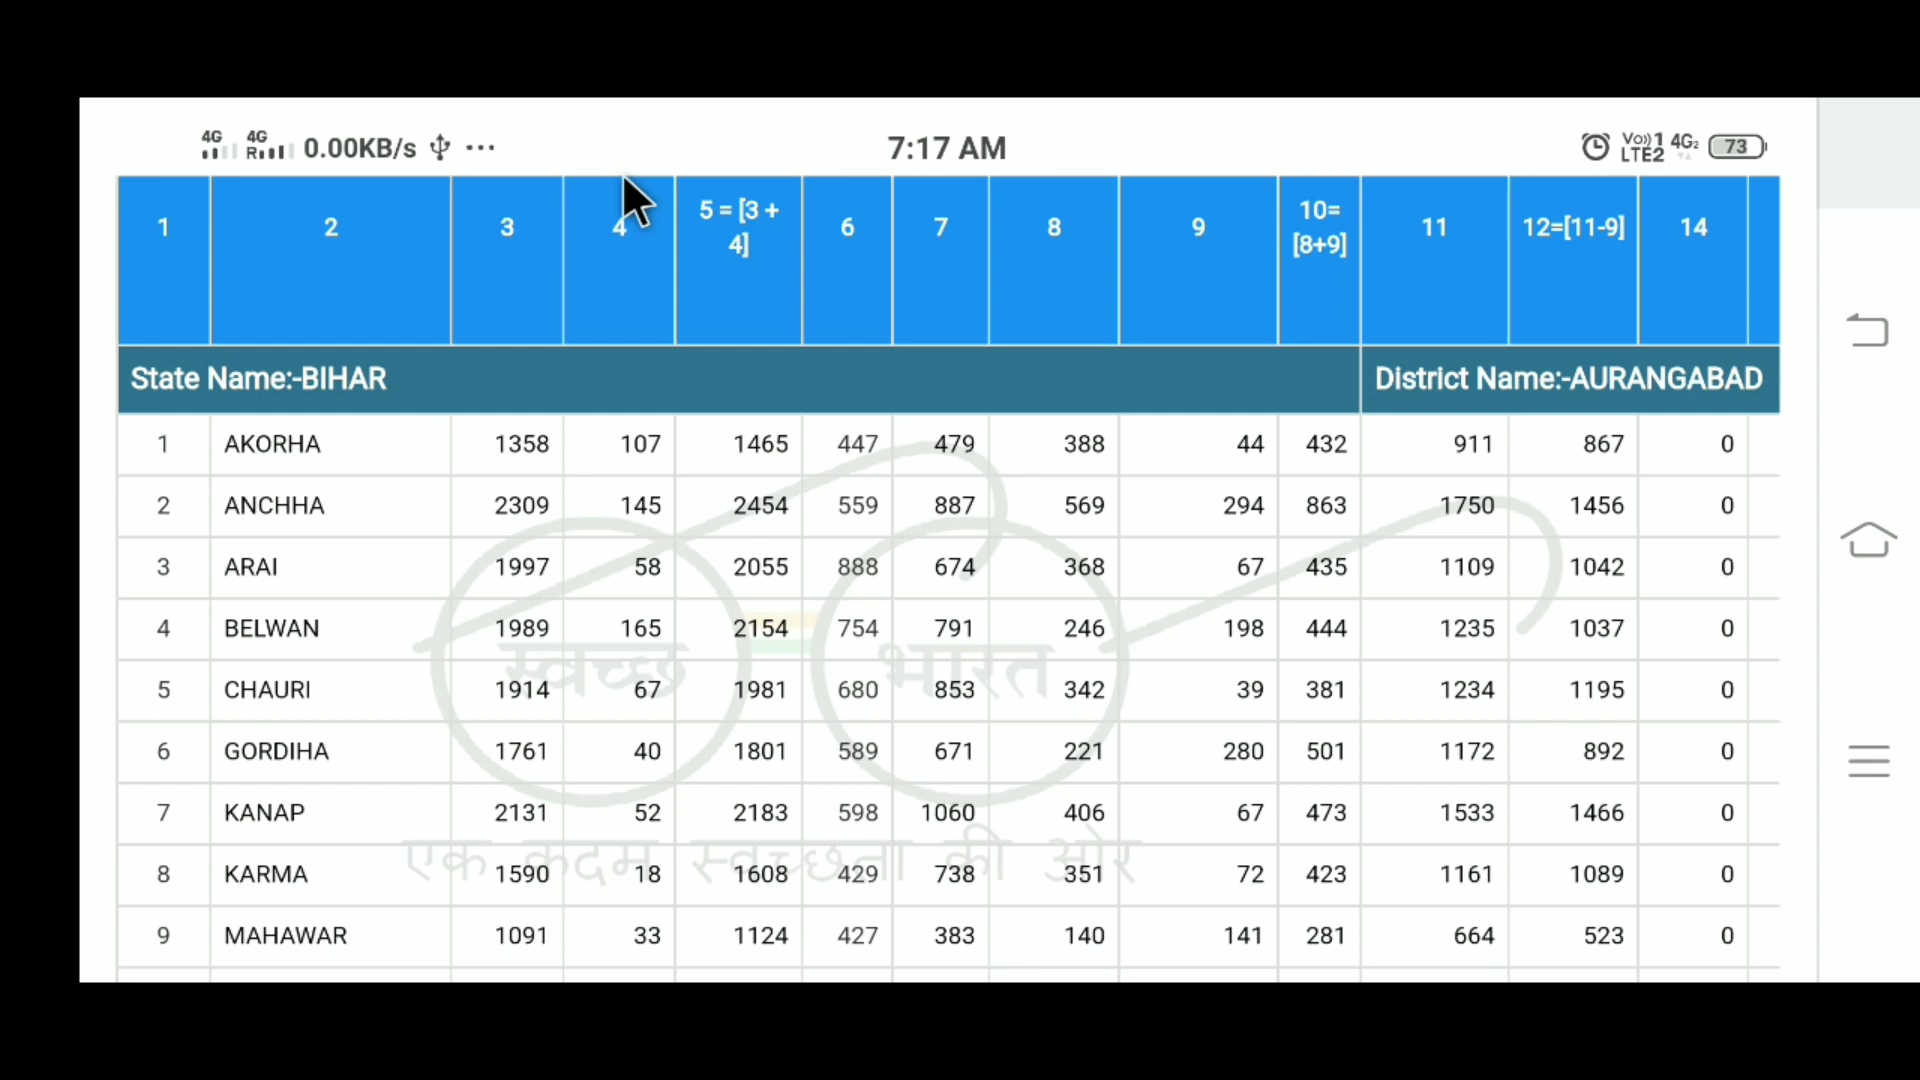 4G 4G R 0.00KB/s ... 7:17 AM Vo)) 1 LTE2 4G2 73
1 2 3 4 5 = [3 + 4] 6 7 8 9 10= [8+9] 11 12=[11-9] 14
State Name:-BIHAR District Name:-AURANGABAD
1 AKORHA 1358 107 1465 447 479 388 44 432 911 867 0
2 ANCHHA 2309 145 2454 559 887 569 294 863 1750 1456 0
3 ARAI 1997 58 2055 888 674 368 67 435 1109 1042 0
4 BELWAN 1989 165 2154 754 791 246 198 444 1235 1037 0
स्वच्छ भारत
5 CHAURI 1914 67 1981 680 853 342 39 381 1234 1195 0
6 GORDIHA 1761 40 1801 589 671 221 280 501 1172 892 0
7 KANAP 2131 52 2183 598 1060 406 67 473 1533 1466 0
एक कदम स्वच्छता की ओर
8 KARMA 1590 18 1608 429 738 351 72 423 1161 1089 0
9 MAHAWAR 1091 33 1124 427 383 140 141 281 664 523 0